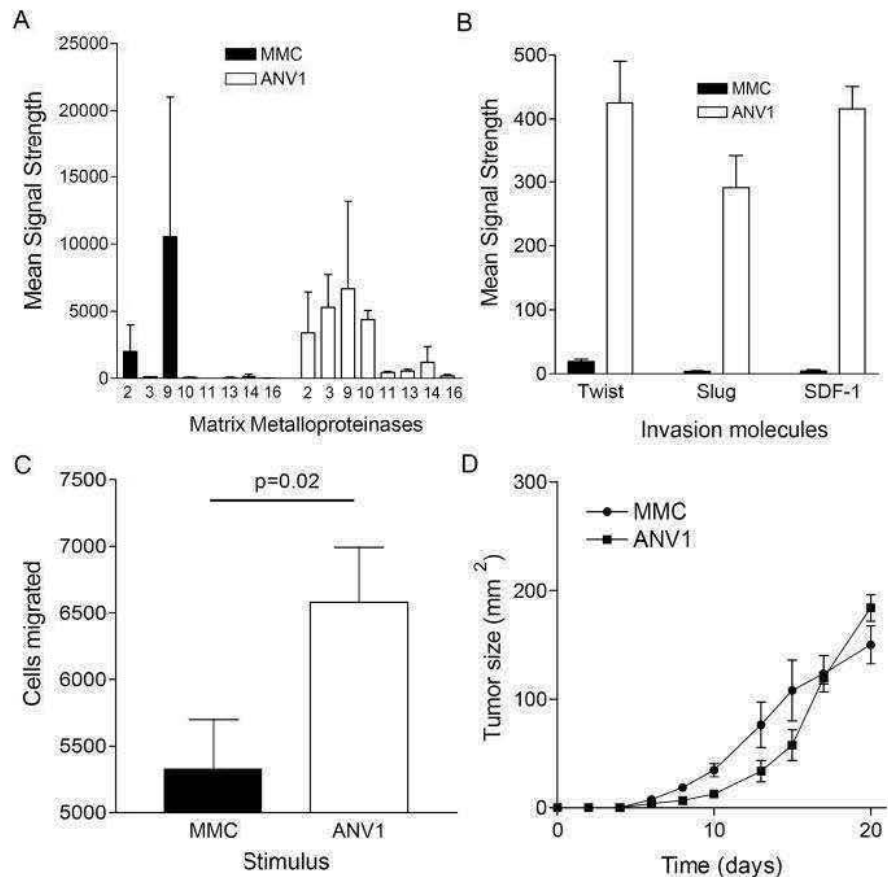 A
25000
20000
15000
10000
5000
0
Mean Signal Strength
MMC
ANV1
2 3 9 10 11 13 14 16 2 3 9 10 11 13 14 16
Matrix Metalloproteinases
B
500
400
300
200
100
0
Mean Signal Strength
MMC
ANV1
Twist Slug SDF-1
Invasion molecules
C
7500
7000
6500
6000
5500
5000
Cells migrated
p=0.02
MMC ANV1
Stimulus
D
300
200
100
0
Tumor size (mm²)
MMC
ANV1
0 10 20
Time (days)